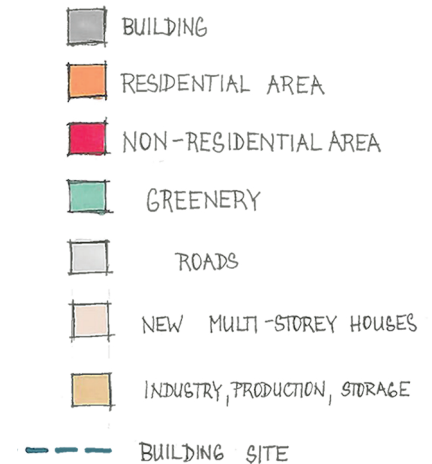 BUILDING
RESIDENTIAL AREA
NON-RESIDENTIAL AREA
GREENERY
ROADS
NEW MULTI-STOREY HOUSES
INDUSTRY, PRODUCTION, STORAGE
BUILDING SITE